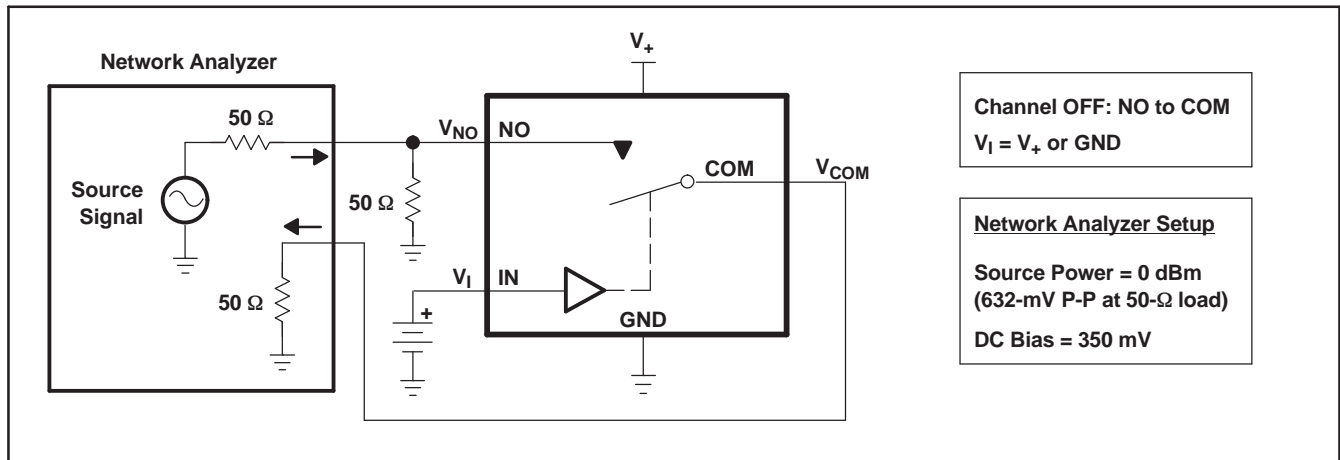 Network Analyzer
50 Ω
Source
Signal
50 Ω
50 Ω
V+
VNO
NO
COM
VCOM
VI
IN
+
GND
Channel OFF: NO to COM
VI = V+ or GND
Network Analyzer Setup
Source Power = 0 dBm
(632-mV P-P at 50-Ω load)
DC Bias = 350 mV